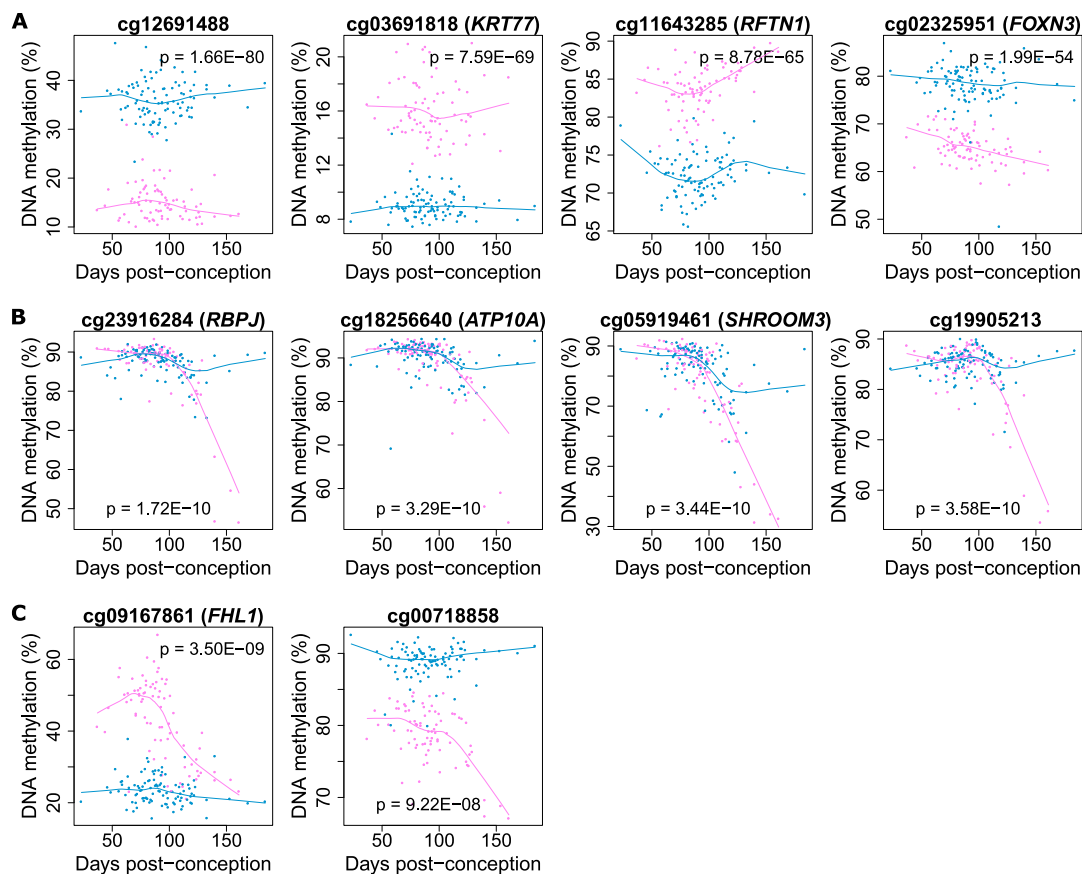 A
cg12691488
cg03691818 (KRT77)
cg11643285 (RFTN1)
cg02325951 (FOXN3)
p = 1.66E−80
p = 7.59E−69
p = 8.78E−65
p = 1.99E−54
DNA methylation (%)
10
20
30
40
DNA methylation (%)
8
10
12
14
16
18
20
DNA methylation (%)
65
70
75
80
85
90
DNA methylation (%)
50
60
70
80
50 100 150
50 100 150
50 100 150
50 100 150
Days post−conception
Days post−conception
Days post−conception
Days post−conception
B
cg23916284 (RBPJ)
cg18256640 (ATP10A)
cg05919461 (SHROOM3)
cg19905213
DNA methylation (%)
50
60
70
80
90
DNA methylation (%)
60
70
80
90
DNA methylation (%)
30
40
50
60
70
80
90
DNA methylation (%)
60
70
80
90
p = 1.72E−10
p = 3.29E−10
p = 3.44E−10
p = 3.58E−10
50 100 150
50 100 150
50 100 150
50 100 150
Days post−conception
Days post−conception
Days post−conception
Days post−conception
C
cg09167861 (FHL1)
cg00718858
p = 3.50E−09
DNA methylation (%)
20
30
40
50
60
DNA methylation (%)
70
80
90
p = 9.22E−08
50 100 150
50 100 150
Days post−conception
Days post−conception